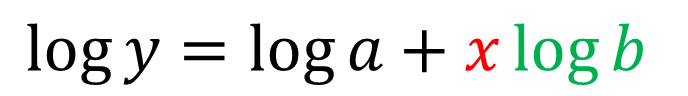 log y = log a + x log b